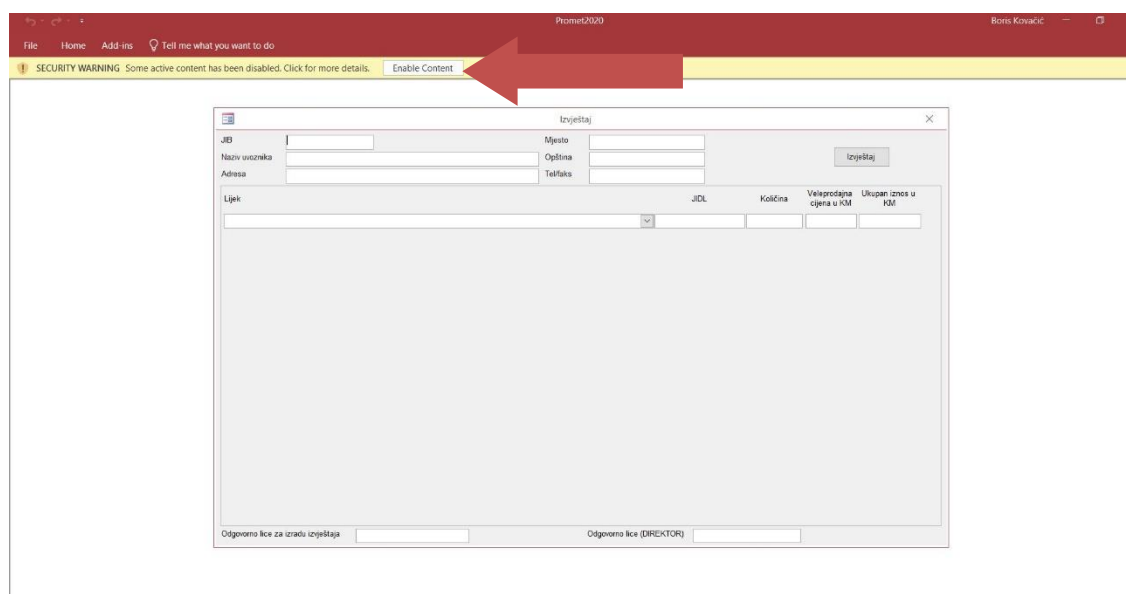 Promet2020
Boris Kovačić
File Home Add-ins Tell me what you want to do
SECURITY WARNING Some active content has been disabled. Click for more details. Enable Content
Izvještaj
JIB Mjesto
Naziv uvoznika Opština Izvještaj
Adresa Tel/faks
Lijek JIDL Količina Veleprodajna cijena u KM Ukupan iznos u KM
Odgovorno lice za izradu izvještaja Odgovorno lice (DIREKTOR)